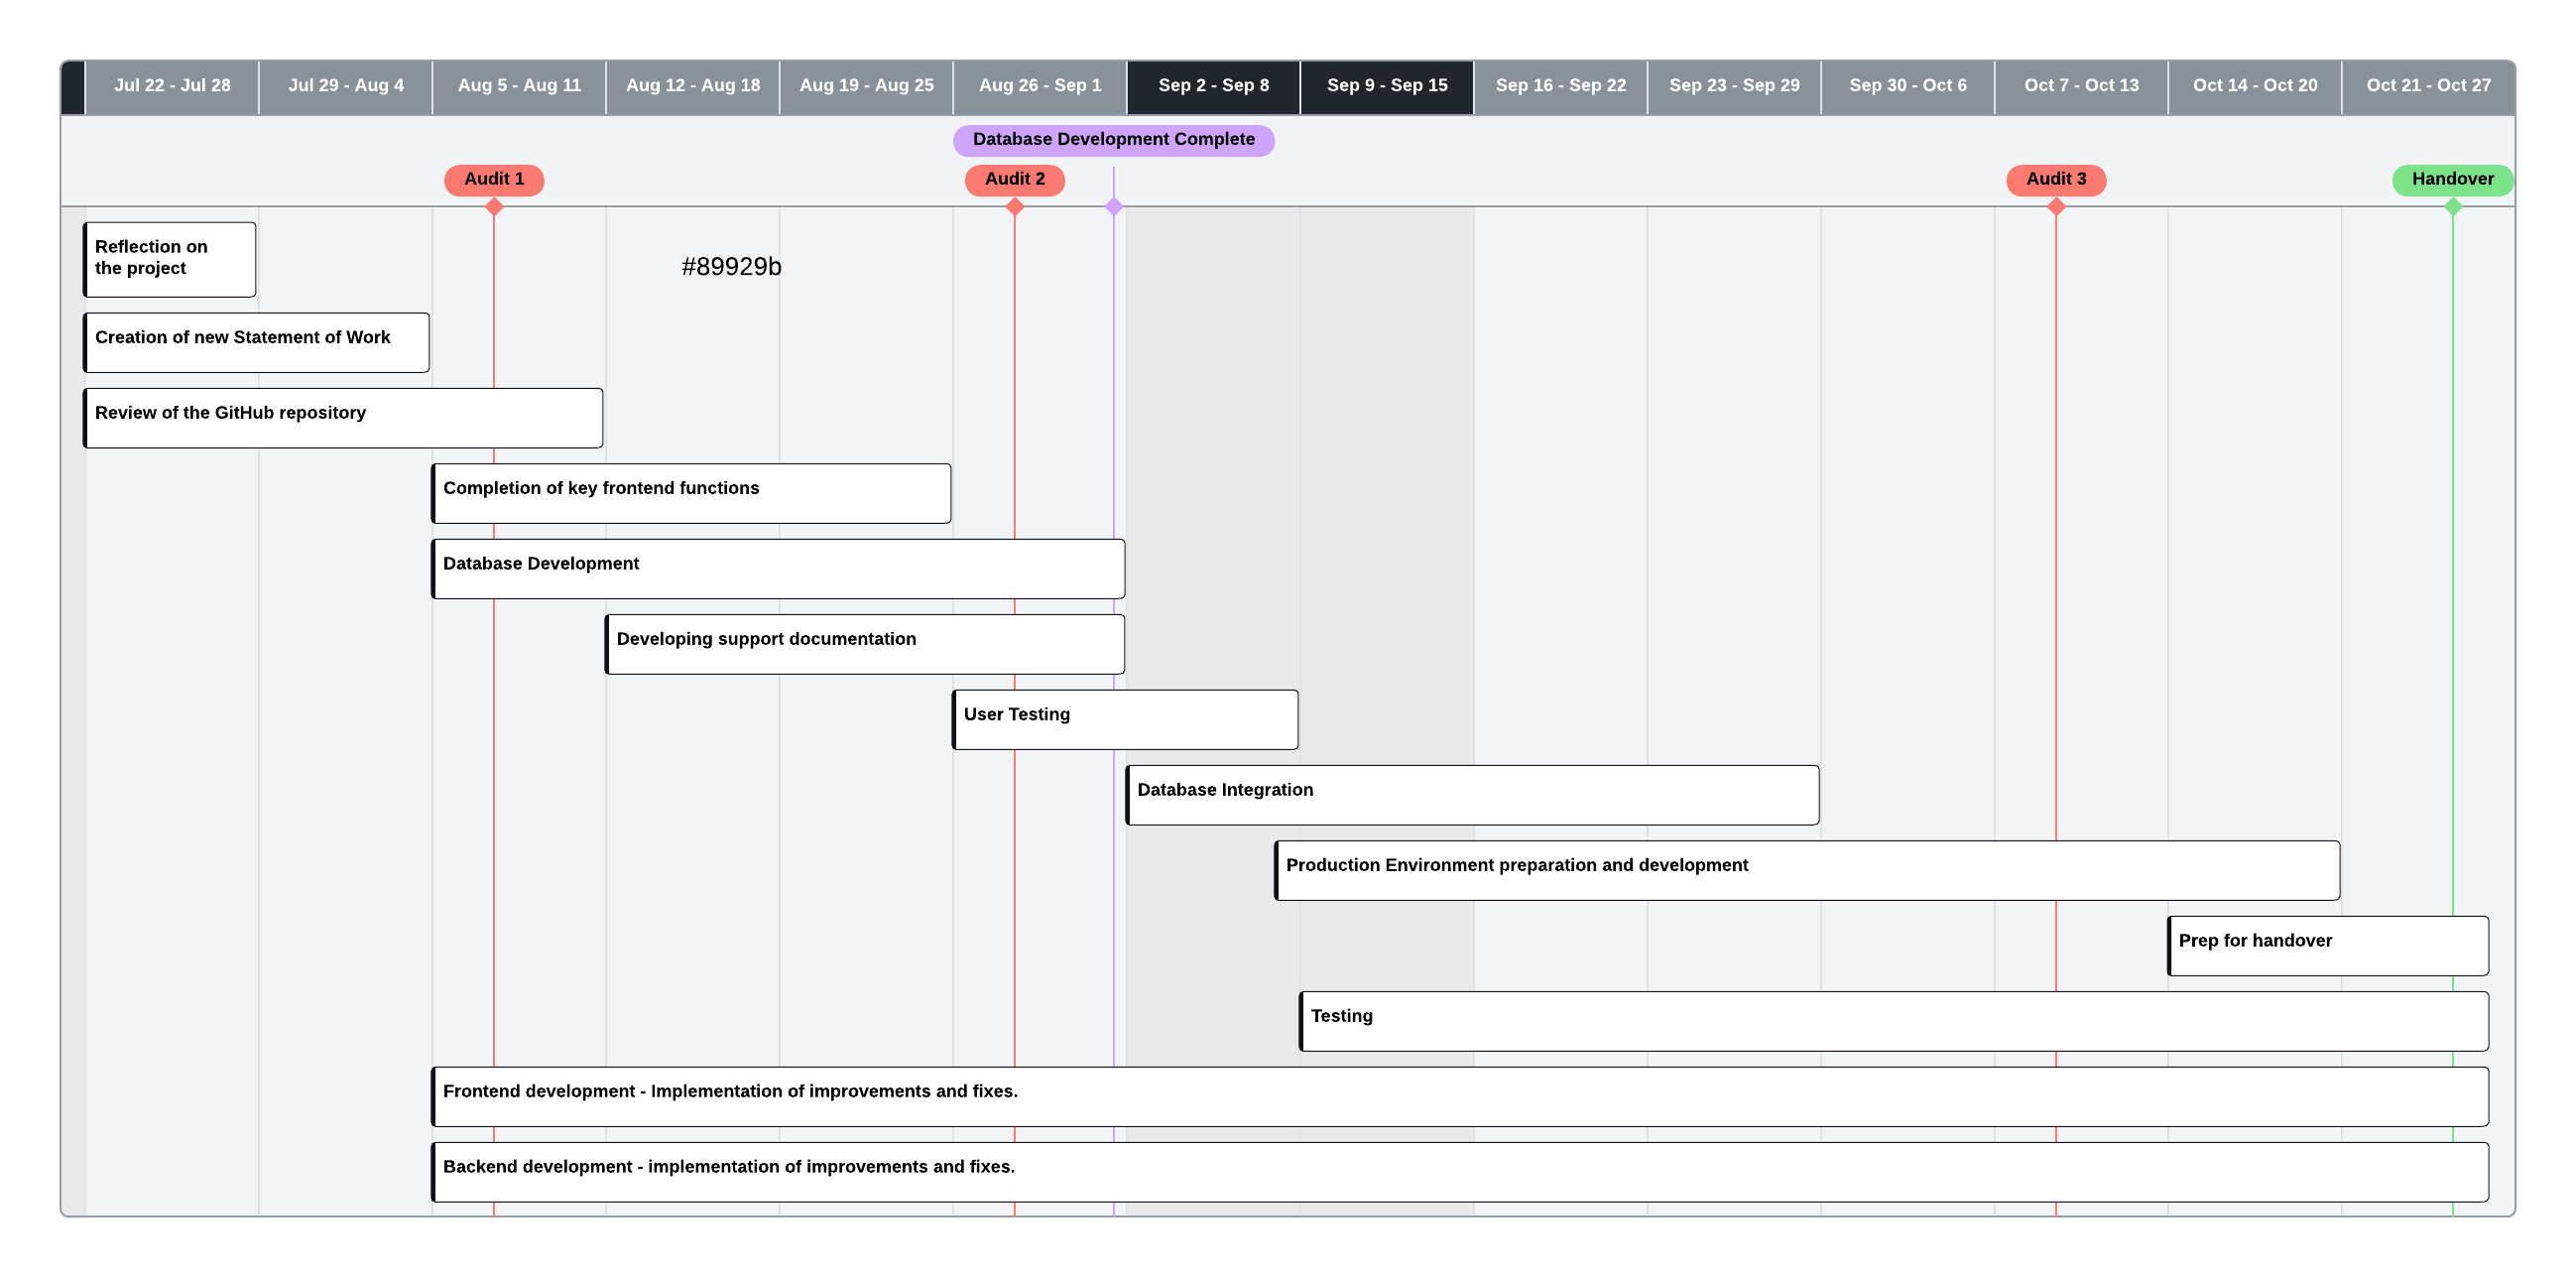 Jul 22 - Jul 28
Jul 29 - Aug 4
Aug 5 - Aug 11
Aug 12 - Aug 18
Aug 19 - Aug 25
Aug 26 - Sep 1
Sep 2 - Sep 8
Sep 9 - Sep 15
Sep 16 - Sep 22
Sep 23 - Sep 29
Sep 30 - Oct 6
Oct 7 - Oct 13
Oct 14 - Oct 20
Oct 21 - Oct 27
Database Development Complete
Audit 1
Audit 2
Audit 3
Handover
Reflection on
the project
#89929b
Creation of new Statement of Work
Review of the GitHub repository
Completion of key frontend functions
Database Development
Developing support documentation
User Testing
Database Integration
Production Environment preparation and development
Prep for handover
Testing
Frontend development - Implementation of improvements and fixes.
Backend development - implementation of improvements and fixes.